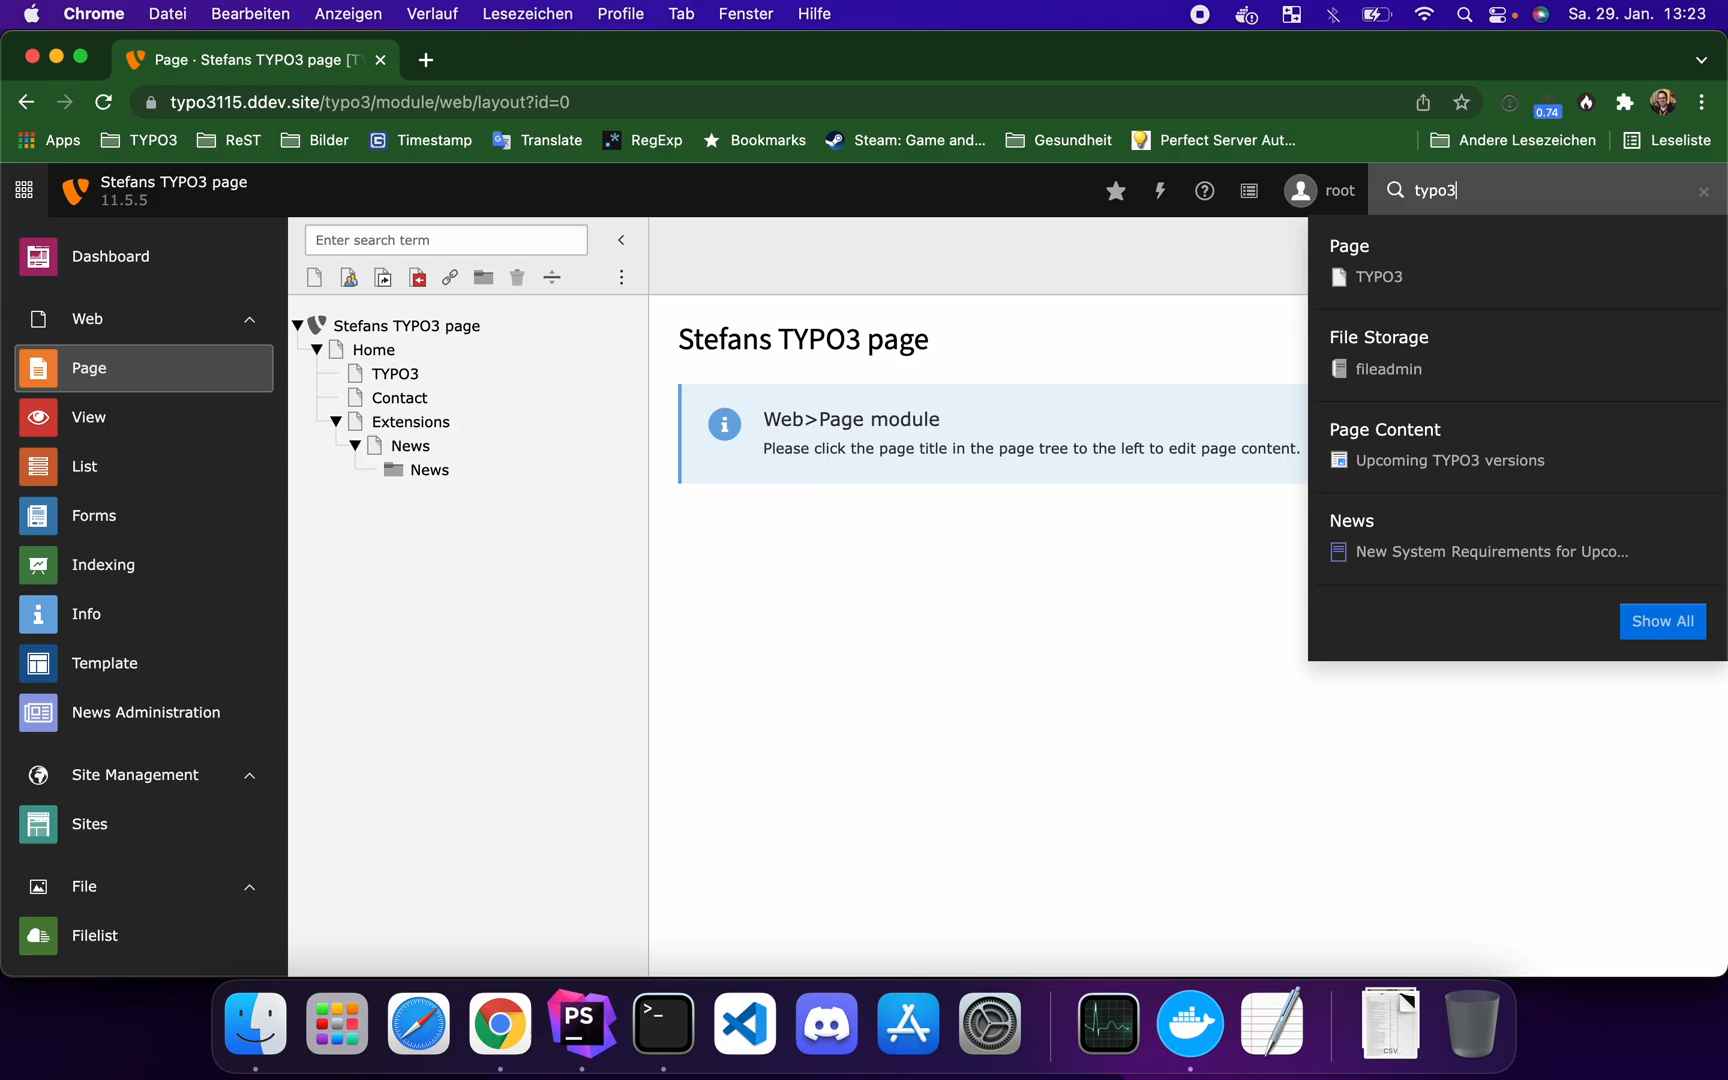 Chrome Datei Bearbeiten Anzeigen Verlauf Lesezeichen Profile Tab Fenster Hilfe
Sa. 29. Jan. 13:23
Page · Stefans TYPO3 page [T
typo3115.ddev.site/typo3/module/web/layout?id=0
0.74
Apps TYPO3 ReST Bilder Timestamp Translate RegExp Bookmarks Steam: Game and... Gesundheit Perfect Server Aut... Andere Lesezeichen Leseliste
Stefans TYPO3 page
11.5.5
root
typo3
Dashboard
Web
Page
View
List
Forms
Indexing
Info
Template
News Administration
Site Management
Sites
File
Filelist
Enter search term
Stefans TYPO3 page
Home
TYPO3
Contact
Extensions
News
News
Stefans TYPO3 page
Web>Page module
Please click the page title in the page tree to the left to edit page content.
Page
TYPO3
File Storage
fileadmin
Page Content
Upcoming TYPO3 versions
News
New System Requirements for Upco...
Show All
PS
>_
CSV